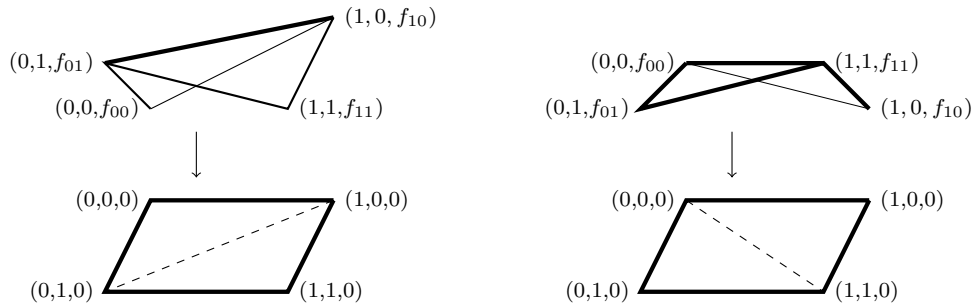 (1, 0, f₁₀)
(0,1,f₀₁)
(0,0,f₀₀)
(1,1,f₁₁)
(0,0,0)
(1,0,0)
(0,1,0)
(1,1,0)
(0,0,f₀₀)
(1,1,f₁₁)
(0,1,f₀₁)
(1, 0, f₁₀)
(0,0,0)
(1,0,0)
(0,1,0)
(1,1,0)